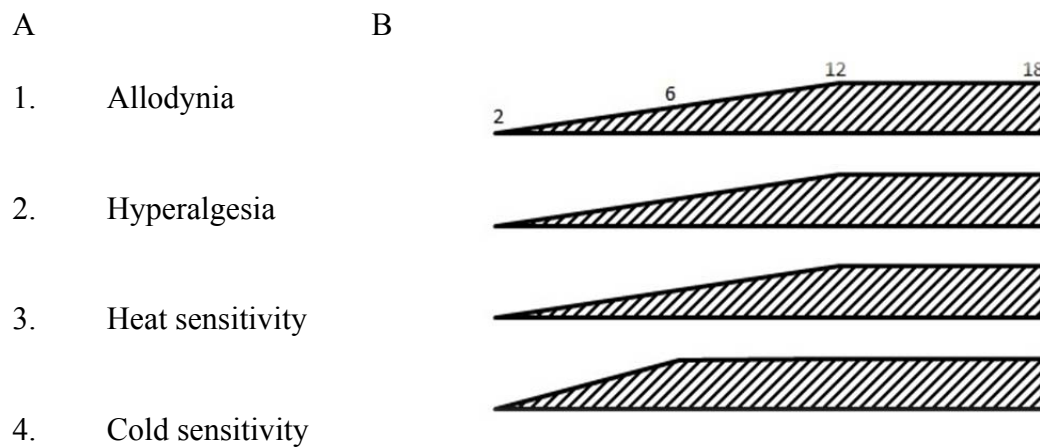 A B
12 18
1. Allodynia
6
2
2. Hyperalgesia
3. Heat sensitivity
4. Cold sensitivity